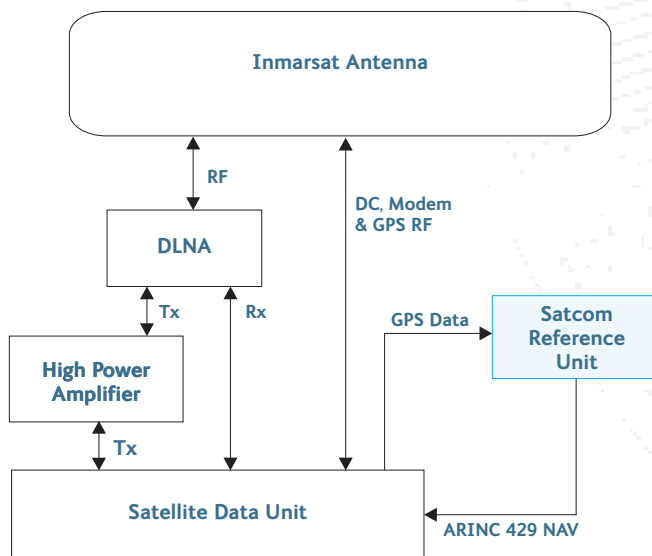 Inmarsat Antenna
RF
DC, Modem
& GPS RF
DLNA
Tx
Rx
GPS Data
Satcom
Reference
Unit
High Power
Amplifier
Tx
Satellite Data Unit
ARINC 429 NAV